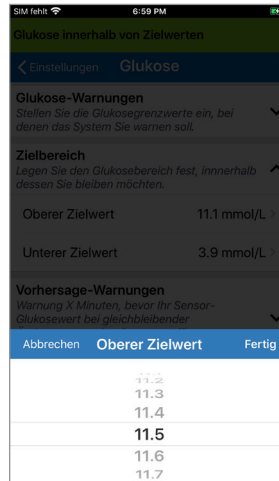 SIM fehlt 6:59 PM
Glukose innerhalb von Zielwerten
Einstellungen Glukose
Glukose-Warnungen
Stellen Sie die Glukosegrenzwerte ein, bei
denen das System Sie warnen soll.
Zielbereich
Legen Sie den Glukosebereich fest, Innnerhalb
dessen Sie bleiben möchten.
Oberer Zielwert 11.1 mmol/L
Unterer Zielwert 3.9 mmol/L
Vorhersage-Warnungen
Warnung X Minuten, bevor Ihr Sensor-
Glukosewert bei gleichbleibender
Abbrechen Oberer Zielwert Fertig
11.2
11.3
11.4
11.5
11.6
11.7